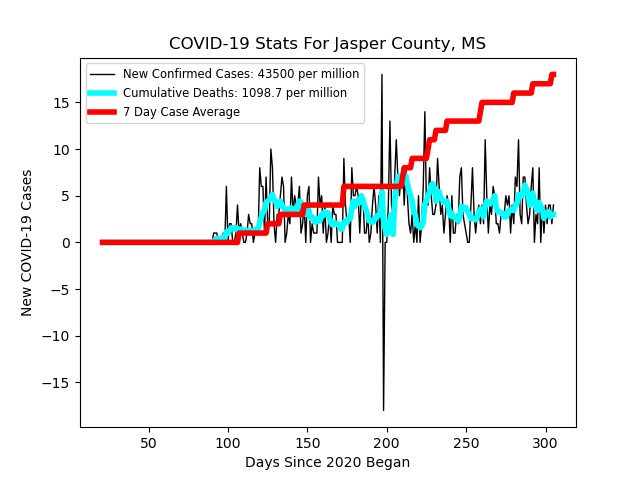 COVID-19 Stats For Jasper County, MS
New Confirmed Cases: 43500 per million
Cumulative Deaths: 1098.7 per million
7 Day Case Average
New COVID-19 Cases
15
10
5
0
−5
−10
−15
50
100
150
200
250
300
Days Since 2020 Began